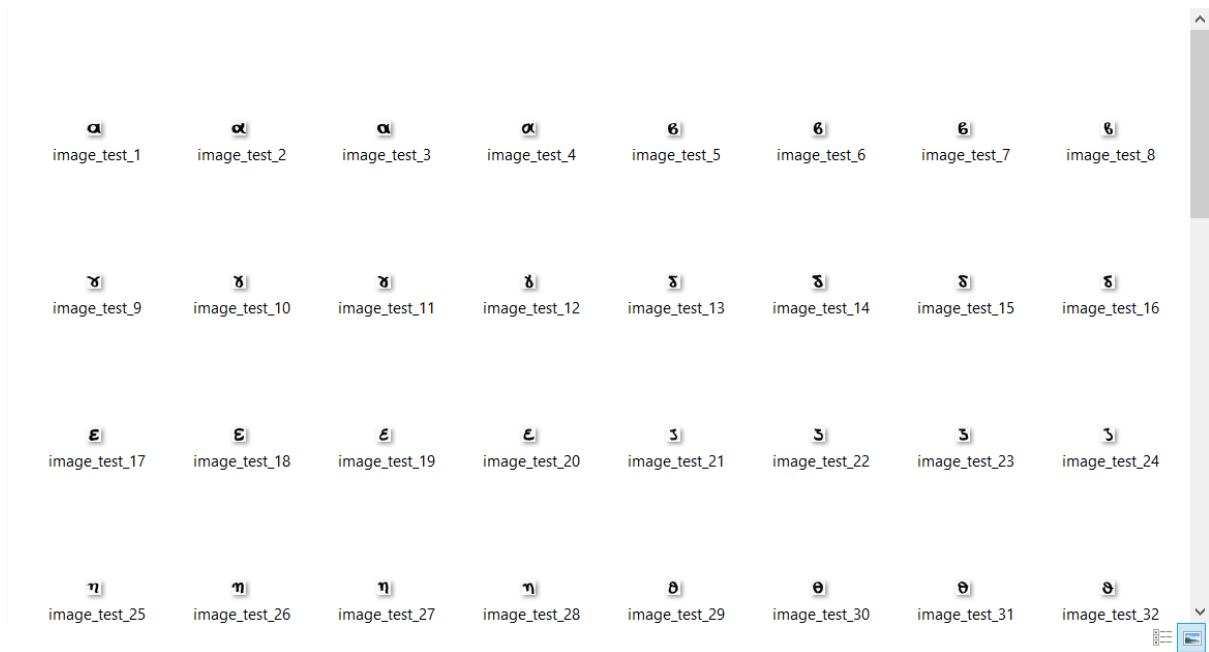 α α α α β β β β
image_test_1 image_test_2 image_test_3 image_test_4 image_test_5 image_test_6 image_test_7 image_test_8
γ γ γ γ δ δ δ δ
image_test_9 image_test_10 image_test_11 image_test_12 image_test_13 image_test_14 image_test_15 image_test_16
ε ε ε ε ζ ζ ζ ζ
image_test_17 image_test_18 image_test_19 image_test_20 image_test_21 image_test_22 image_test_23 image_test_24
η η η η θ θ θ θ
image_test_25 image_test_26 image_test_27 image_test_28 image_test_29 image_test_30 image_test_31 image_test_32